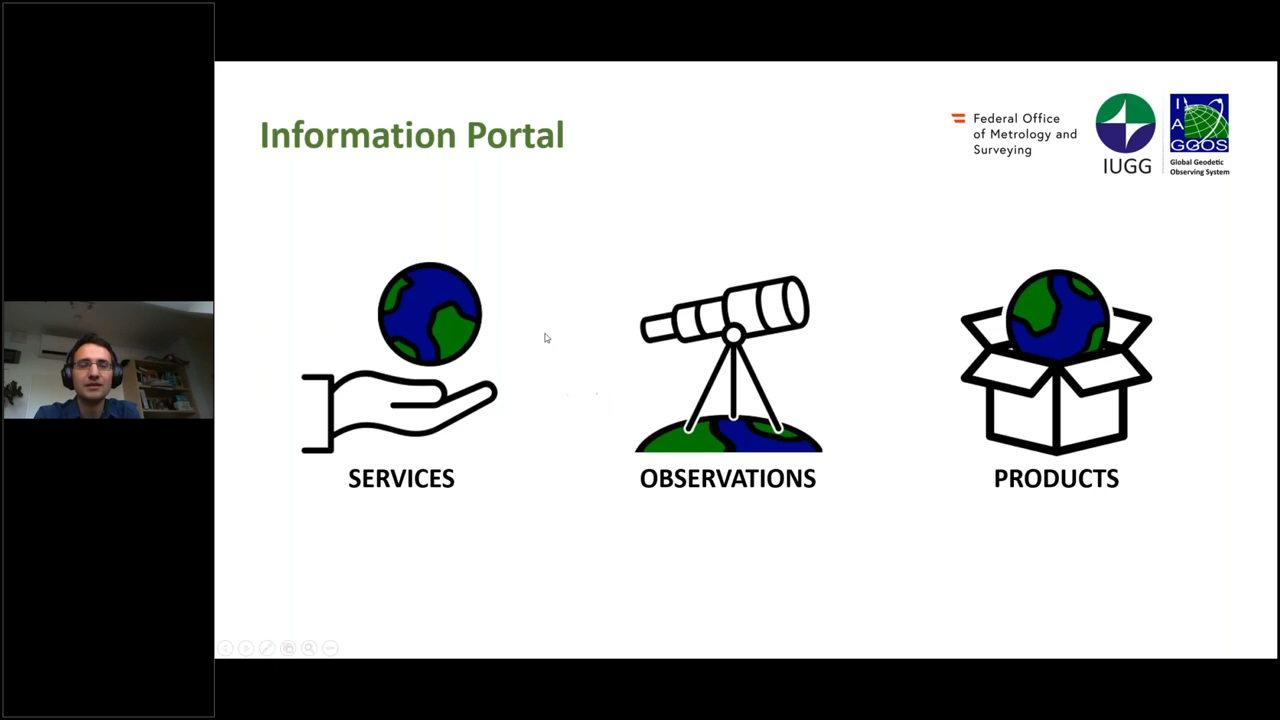 Information Portal
Federal Office
of Metrology and
Surveying
IUGG
I
A
GGOS
Global Geodetic
Observing System
SERVICES
OBSERVATIONS
PRODUCTS